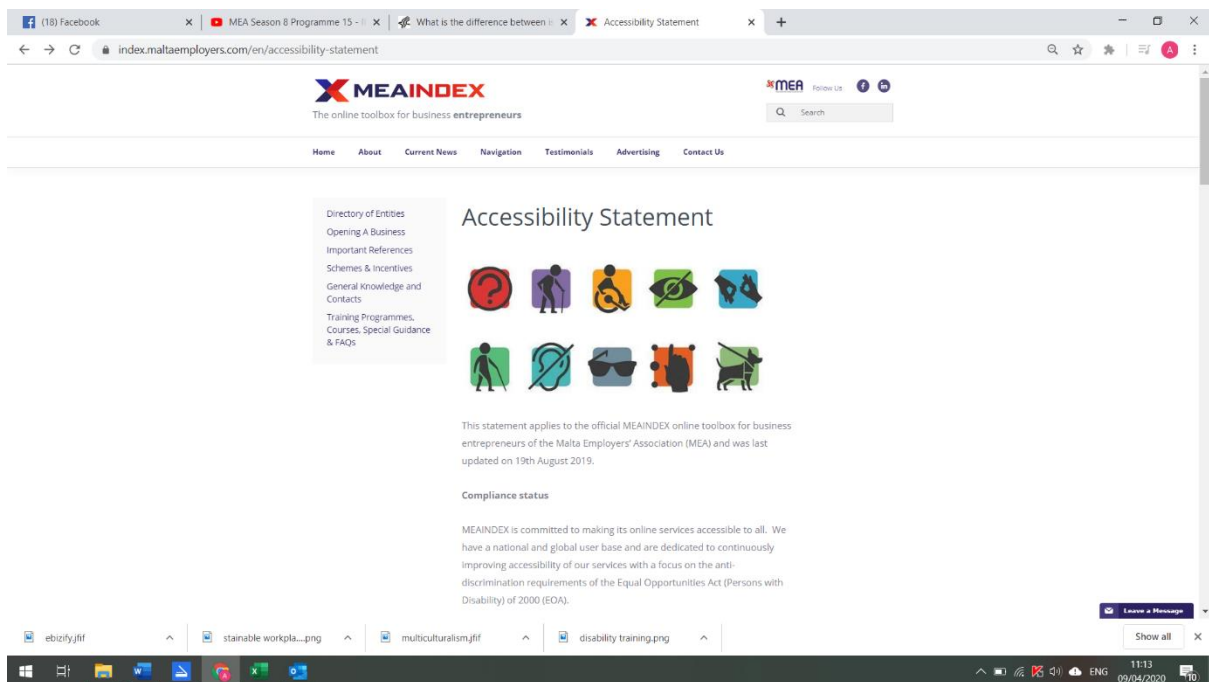 (18) Facebook
MEA Season 8 Programme 15 -
What is the difference between
Accessibility Statement
index.maltaemployers.com/en/accessibility-statement
A
MEAINDEX
The online toolbox for business entrepreneurs
MEA Follow Us
Search
Home About Current News Navigation Testimonials Advertising Contact Us
Directory of Entities
Opening A Business
Important References
Schemes & Incentives
General Knowledge and
Contacts
Training Programmes,
Courses, Special Guidance
& FAQs
Accessibility Statement
This statement applies to the official MEAINDEX online toolbox for business
entrepreneurs of the Malta Employers' Association (MEA) and was last
updated on 19th August 2019.
Compliance status
MEAINDEX is committed to making its online services accessible to all. We
have a national and global user base and are dedicated to continuously
improving accessibility of our services with a focus on the anti-
discrimination requirements of the Equal Opportunities Act (Persons with
Disability) of 2000 (EOA).
Leave a Message
ebizify.jfif
stainable workpla....png
multiculturalism.jfif
disability training.png
Show all
ENG
11:13
09/04/2020
10